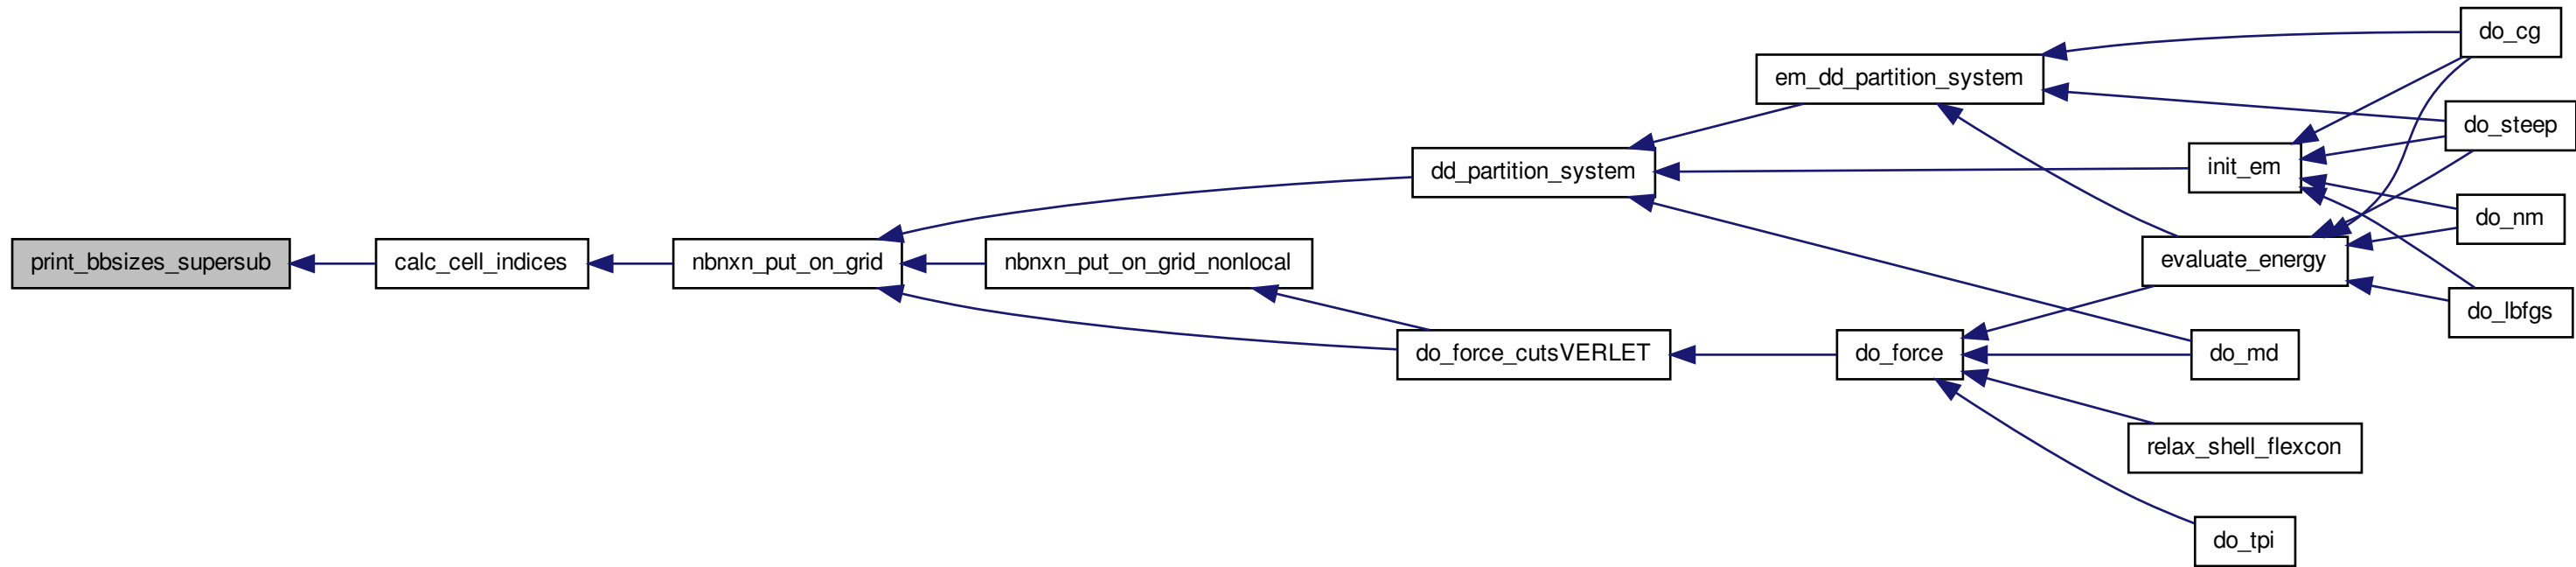 print_bbsizes_supersub
calc_cell_indices
nbnxn_put_on_grid
nbnxn_put_on_grid_nonlocal
dd_partition_system
do_force_cutsVERLET
em_dd_partition_system
do_force
init_em
evaluate_energy
do_md
relax_shell_flexcon
do_tpi
do_cg
do_steep
do_nm
do_lbfgs